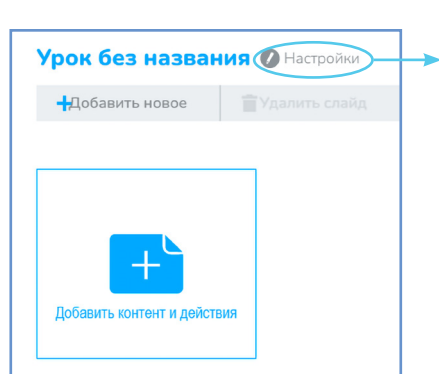 Урок без названия Настройки
Добавить новое Удалить слайд
Добавить контент и действия